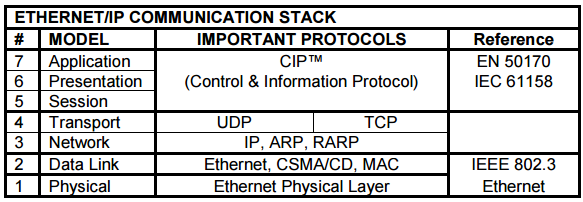 ETHERNET/IP COMMUNICATION STACK
# MODEL IMPORTANT PROTOCOLS Reference
7 Application CIP™ EN 50170
6 Presentation (Control & Information Protocol) IEC 61158
5 Session
4 Transport UDP TCP
3 Network IP, ARP, RARP
2 Data Link Ethernet, CSMA/CD, MAC IEEE 802.3
1 Physical Ethernet Physical Layer Ethernet